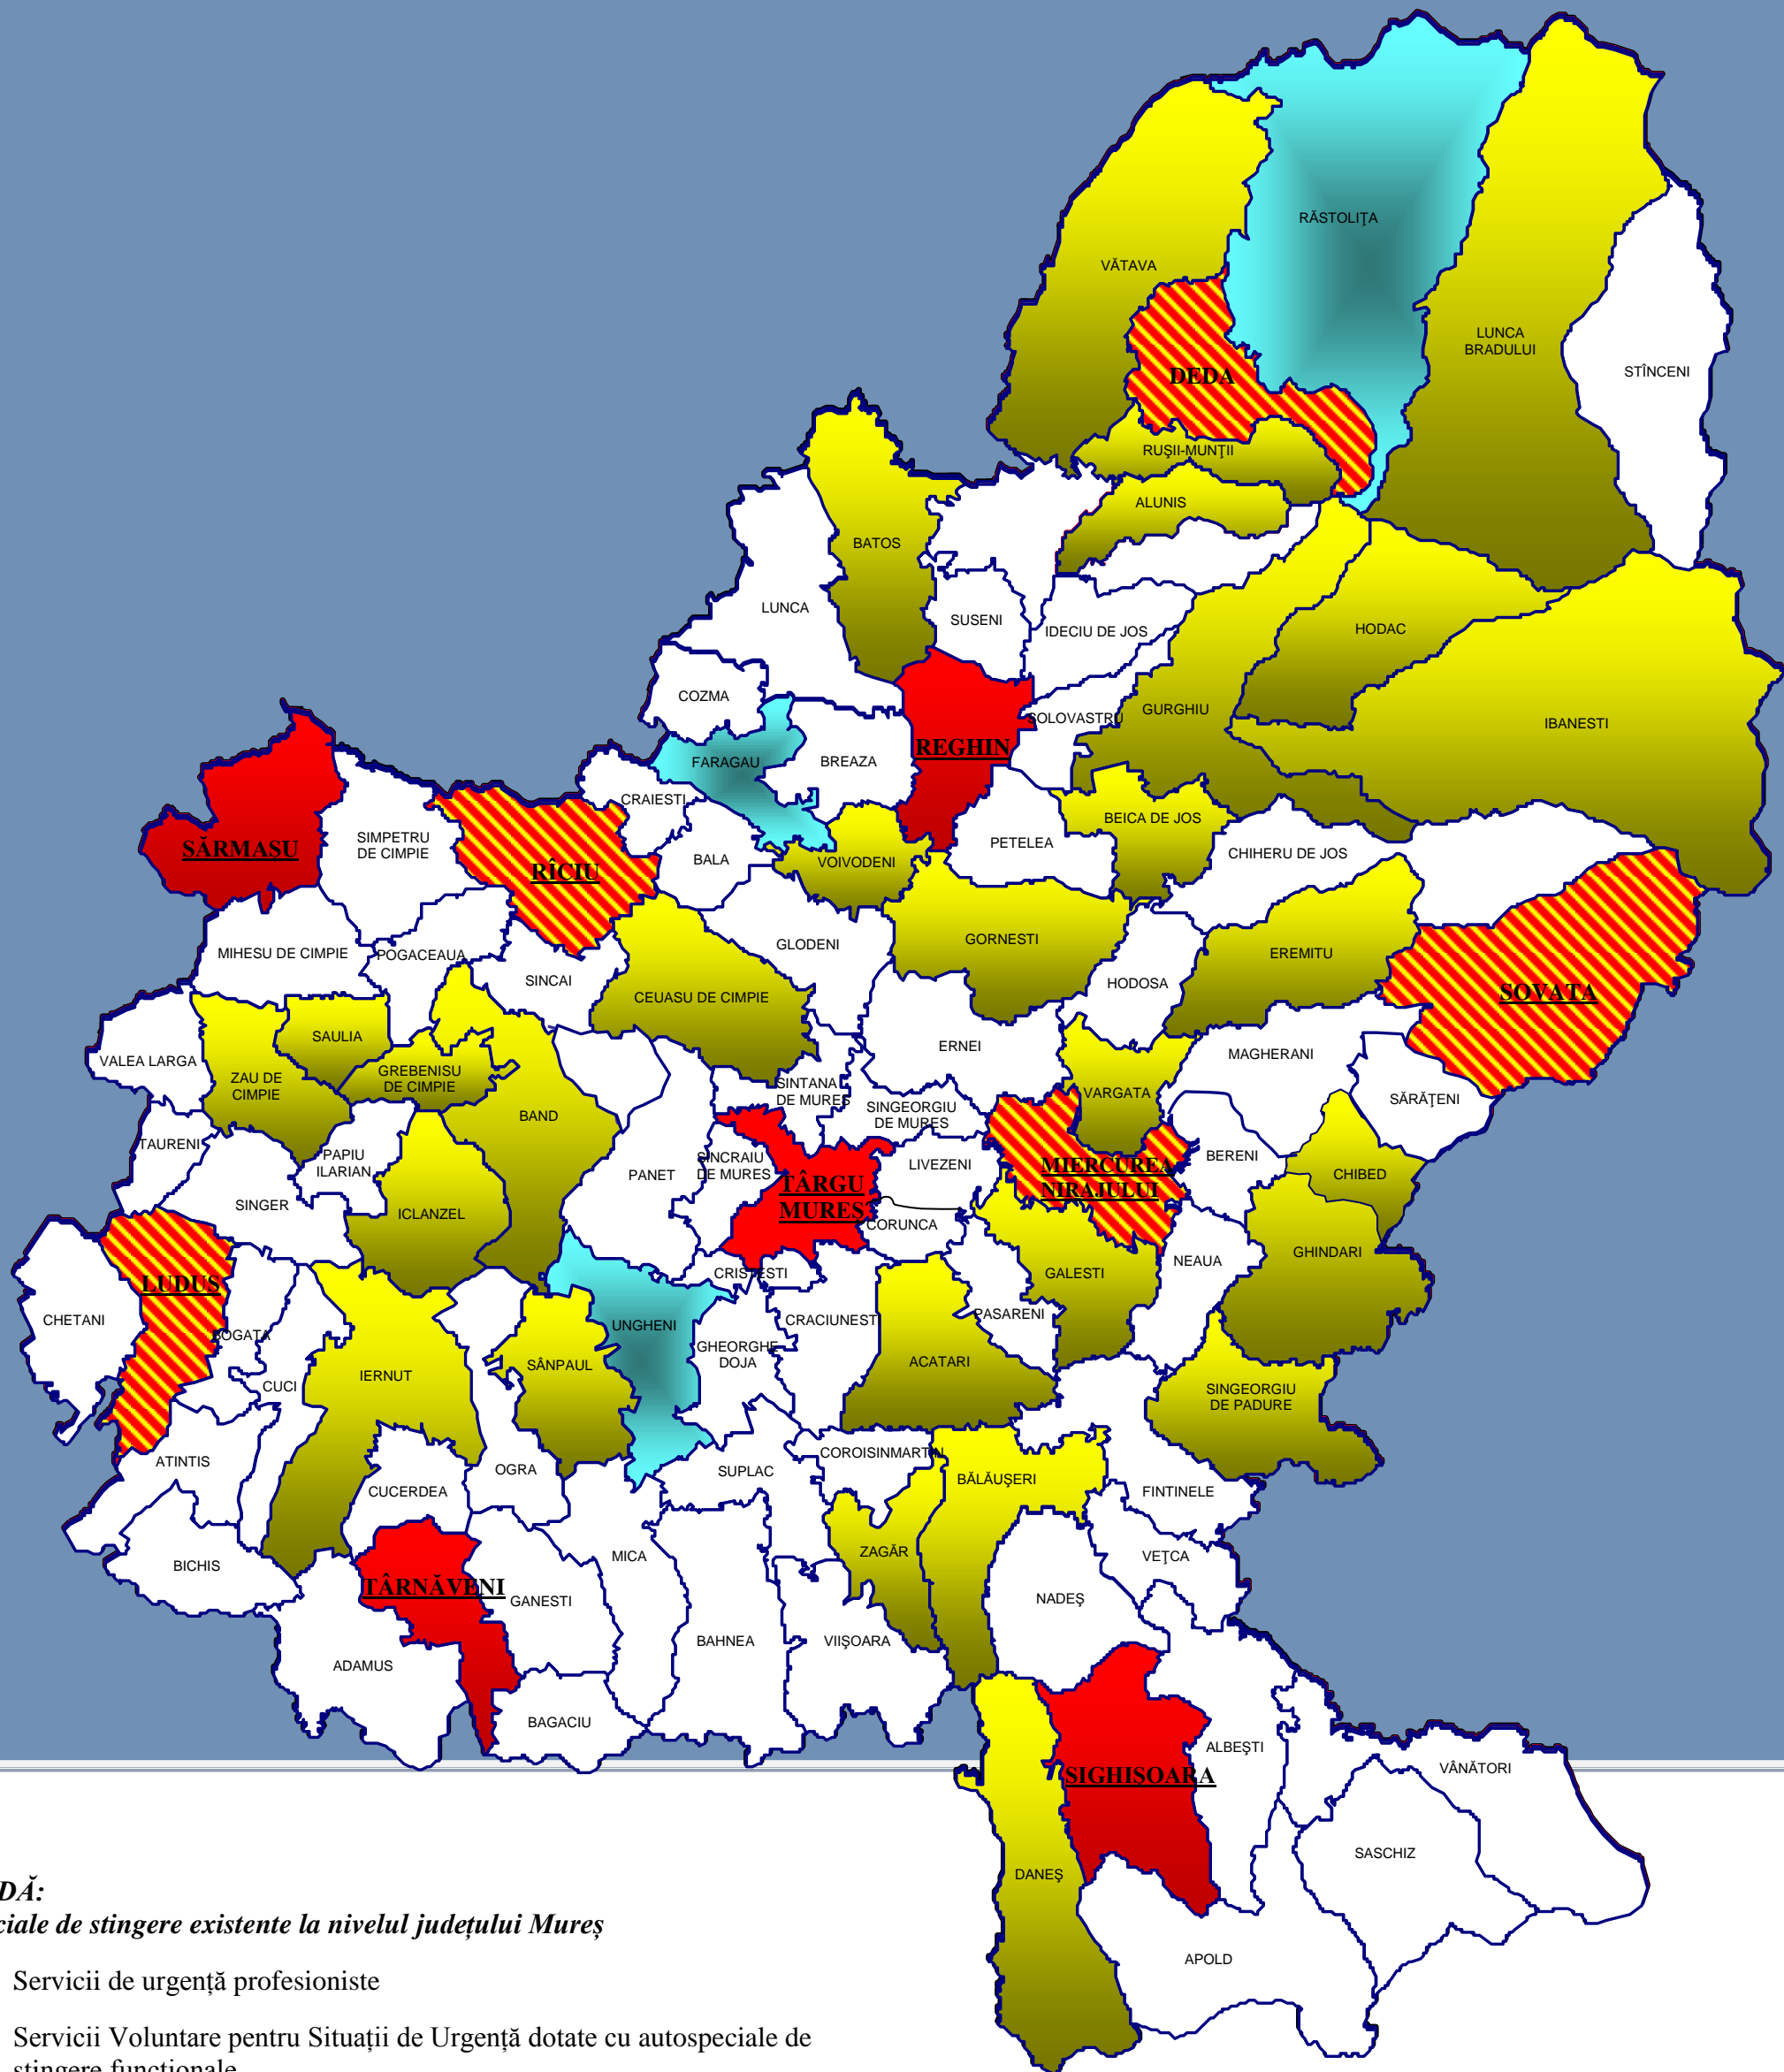 RĂSTOLIŢA
VĂTAVA
LUNCA
BRADULUI
STÎNCENI
DEDA
RUŞII-MUNŢII
ALUNIS
BATOS
LUNCA
SUSENI
IDECIU DE JOS
HODAC
COZMA
GURGHIU
SOLOVASTRU
IBANESTI
REGHIN
FARAGAU
BREAZA
CRAIESTI
BEICA DE JOS
SIMPETRU
DE CIMPIE
SĂRMAŞU
PETELEA
CHIHERU DE JOS
BALA
VOIVODENI
RÎCIU
GLODENI
GORNESTI
MIHESU DE CIMPIE
POGACEAUA
EREMITU
SINCAI
HODOSA
CEUASU DE CIMPIE
SOVATA
SAULIA
ERNEI
MAGHERANI
VALEA LARGA
GREBENISU
DE CIMPIE
ZAU DE
CIMPIE
SINTANA
DE MURES
VARGATA
SĂRĂŢENI
SINGEORGIU
DE MURES
BAND
TAURENI
PAPIU
ILARIAN
SINCRAIU
DE MURES
LIVEZENI
MIERCUREA
NIRAJULUI
BERENI
CHIBED
PANET
TÂRGU
MURES
SINGER
ICLANZEL
CORUNCA
GHINDARI
NEAUA
LUDUS
CRISTESTI
GALESTI
CHETANI
BOGATA
UNGHENI
CRACIUNEST
PASARENI
GHEORGHE
DOJA
ACATARI
SÂNPAUL
IERNUT
CUCI
SINGEORGIU
DE PADURE
COROISINMARTIN
ATINTIS
OGRA
SUPLAC
BĂLĂUŞERI
CUCERDEA
FINTINELE
ZAGĂR
MICA
VEŢCA
BICHIS
TÂRNĂVENI
GANESTI
NADEŞ
BAHNEA
VIIŞOARA
ADAMUS
BAGACIU
ALBEŞTI
VÂNĂTORI
SIGHIŞOARA
SASCHIZ
DANEŞ
APOLD
DĂ:
ciale de stingere existente la nivelul județului Mureș
Servicii de urgență profesioniste
Servicii Voluntare pentru Situații de Urgență dotate cu autospeciale de
stingere funcționale